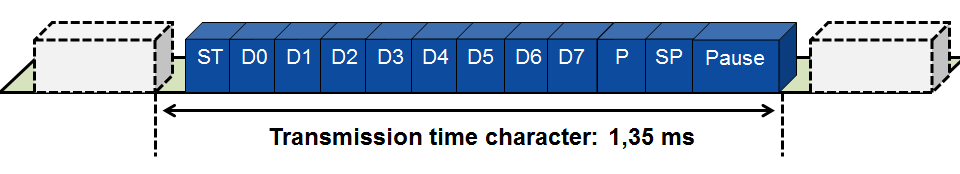 ST D0 D1 D2 D3 D4 D5 D6 D7 P SP Pause
Transmission time character: 1,35 ms